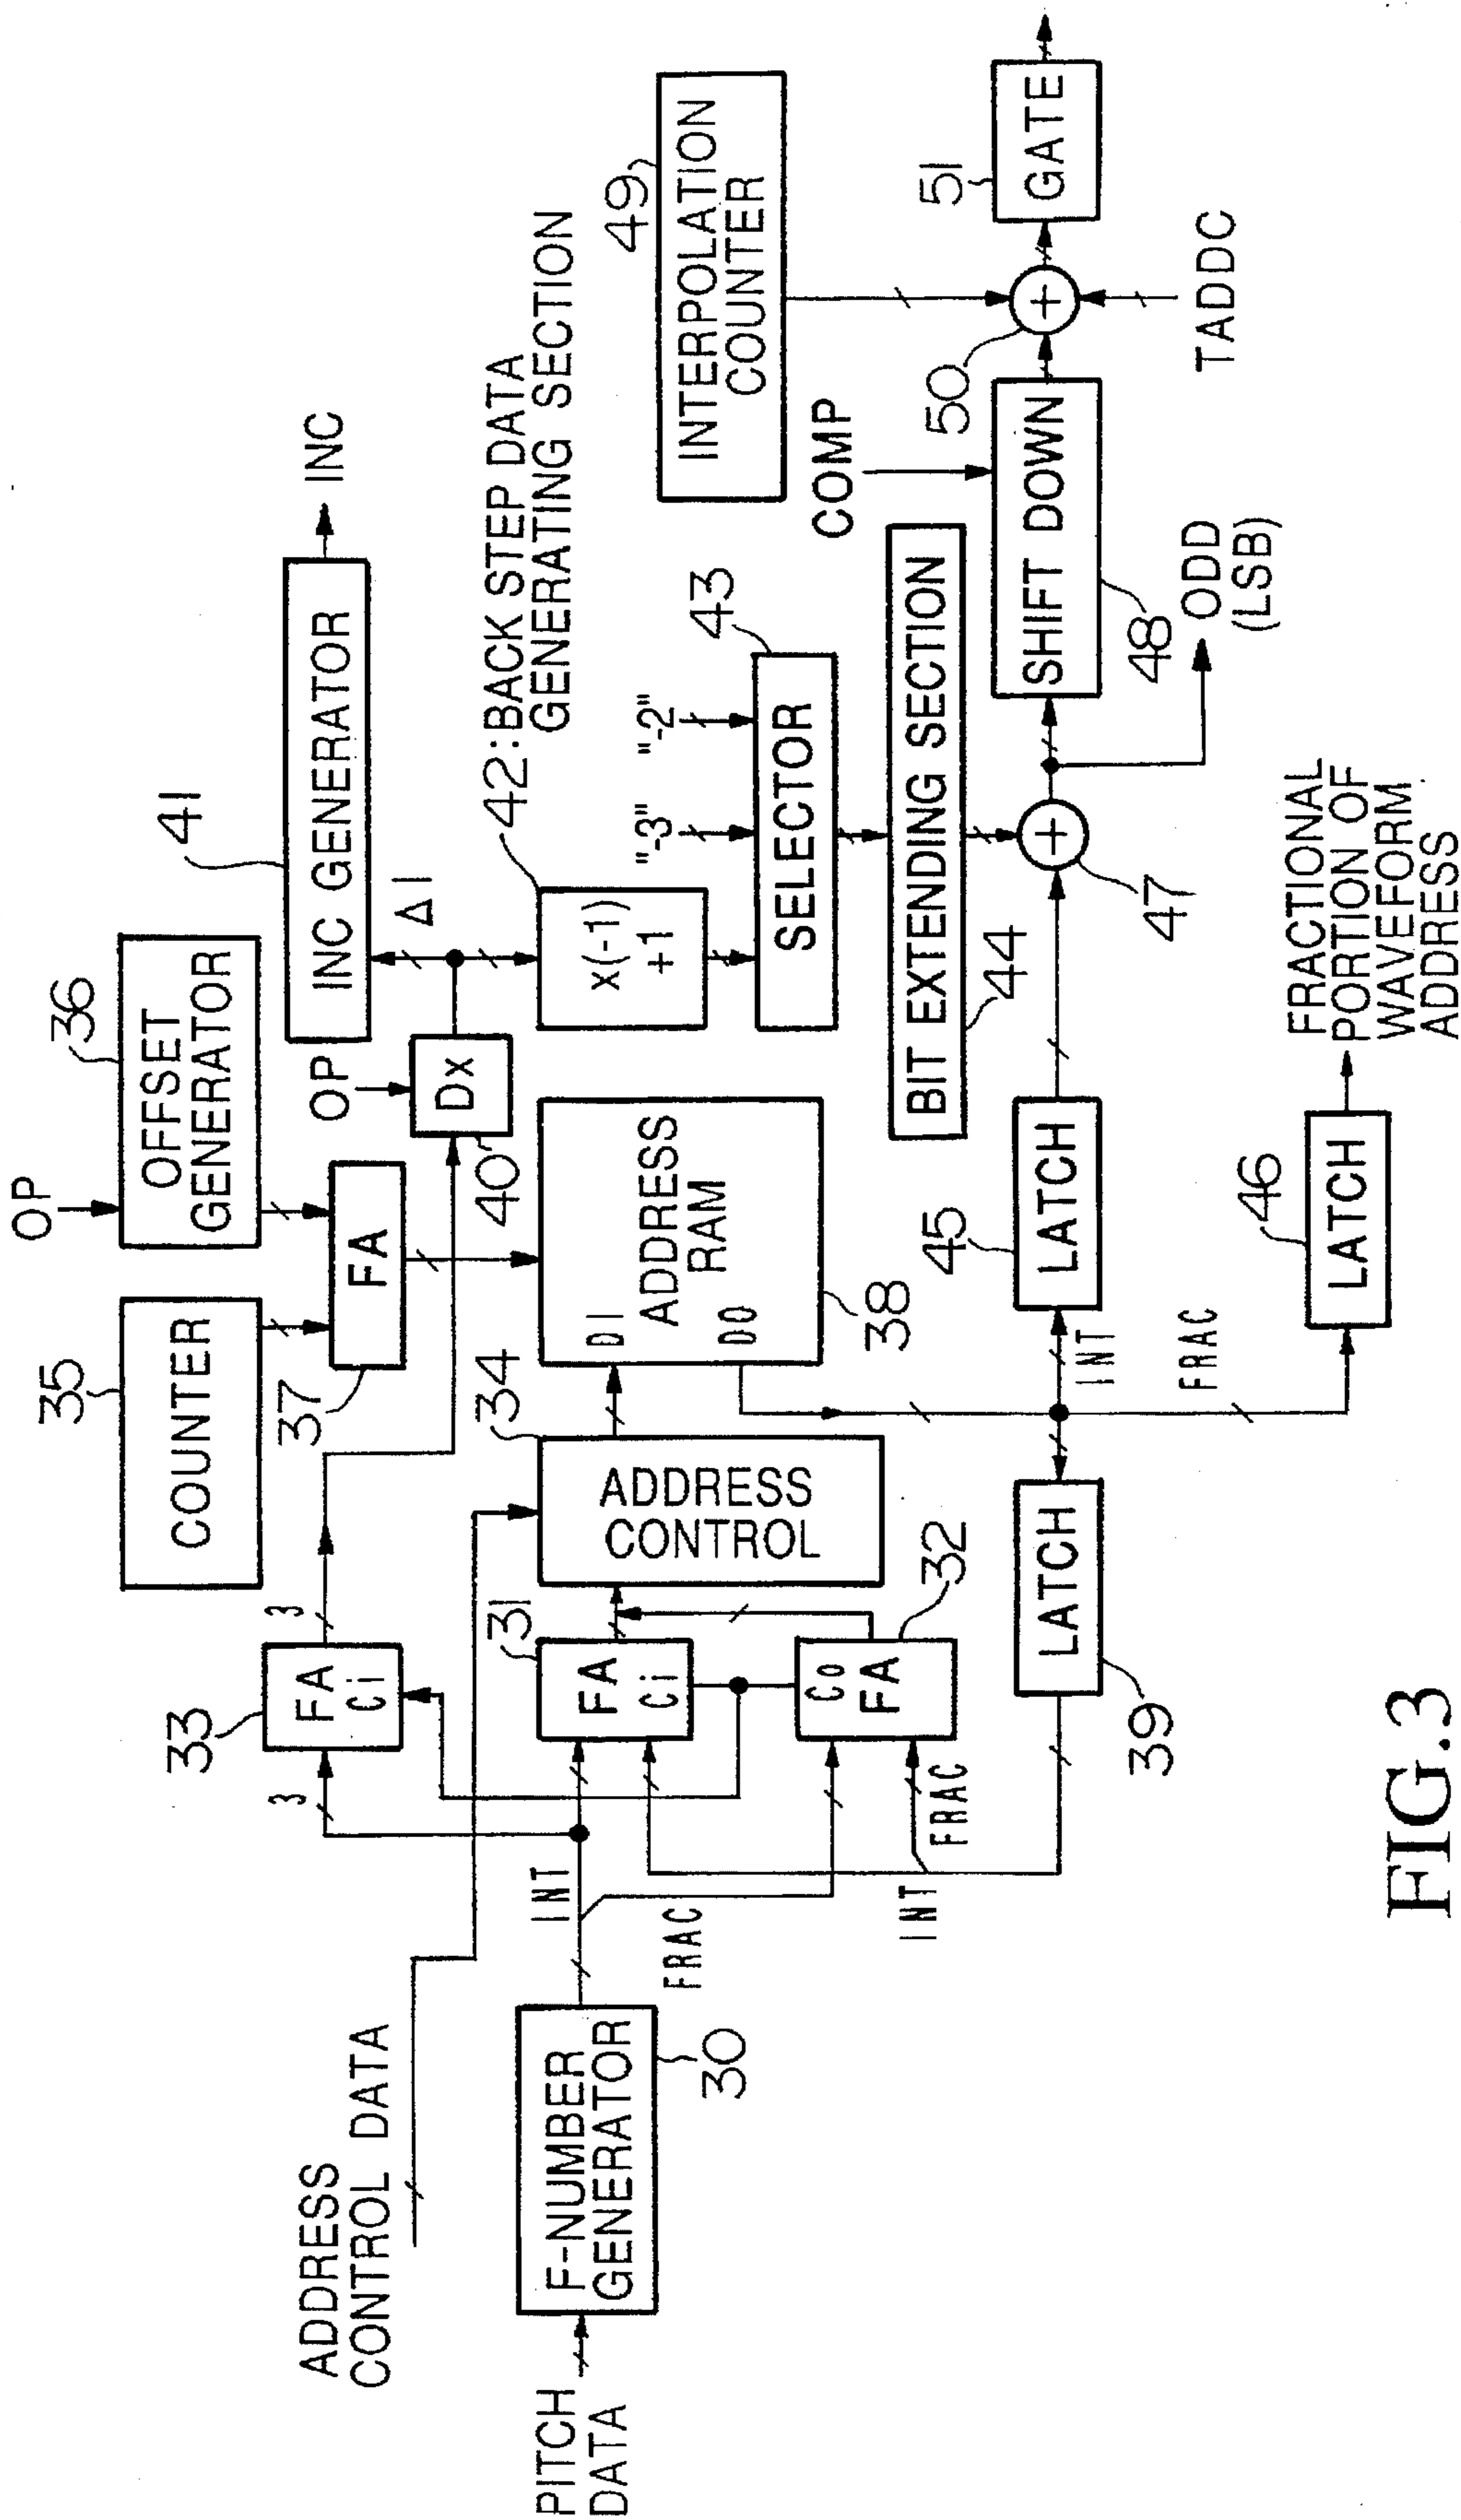 PITCH
DATA
F-NUMBER
GENERATOR
30
ADDRESS
CONTROL DATA
INT
FRAC
3
33
FA
Ci
3
31
FA
Ci
Co
FA
32
INT
FRAC
34
ADDRESS
CONTROL
LATCH
39
35
COUNTER
OP
36
OFFSET
GENERATOR
37
FA
DI
ADDRESS
RAM
DO
38
OP
Dx
40
41
INC GENERATOR
INC
Δ I
42:BACK STEP DATA
GENERATING SECTION
x(-1)
+1
"-3"
"-2"
43
SELECTOR
BIT EXTENDING SECTION
44
INT
45
LATCH
FRAC
46
LATCH
FRACTIONAL
PORTION OF
WAVEFORM
ADDRESS
47
+
ODD
(LSB)
COMP
SHIFT DOWN
48
49
INTERPOLATION
COUNTER
50
+
TADDC
51
GATE
FIG.3